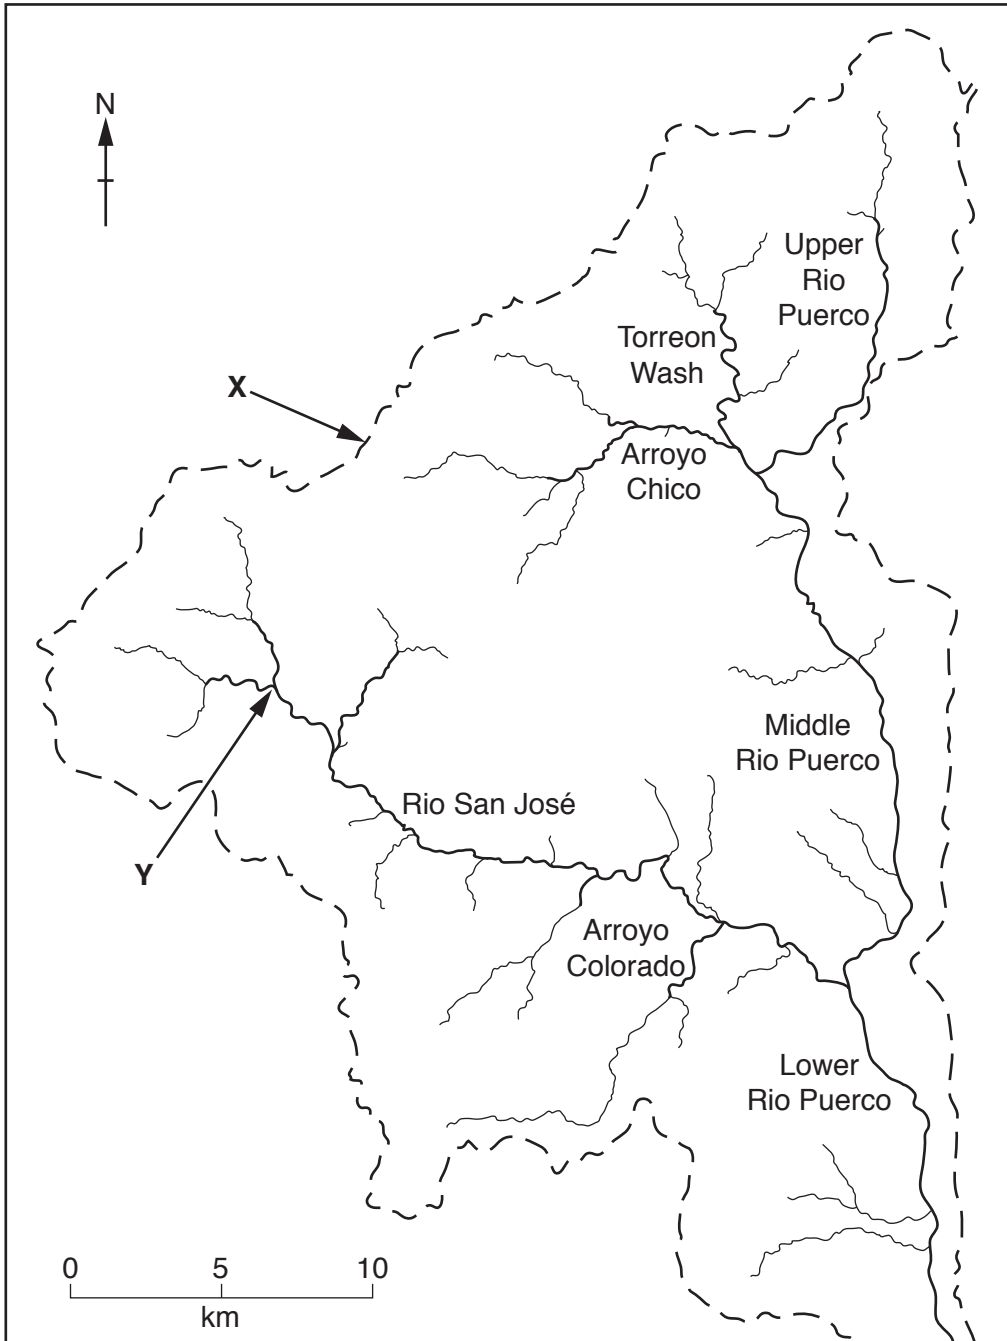 N
Upper
Rio
Puerco
Torreon
Wash
X
Arroyo
Chico
Middle
Rio Puerco
Rio San José
Y
Arroyo
Colorado
Lower
Rio Puerco
0 5 10
km